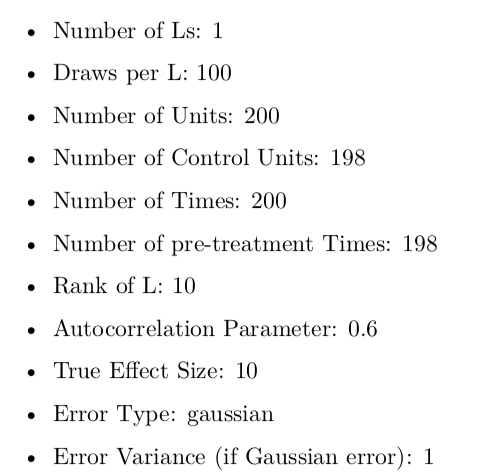 • Number of Ls: 1
• Draws per L: 100
• Number of Units: 200
• Number of Control Units: 198
• Number of Times: 200
• Number of pre-treatment Times: 198
• Rank of L: 10
• Autocorrelation Parameter: 0.6
• True Effect Size: 10
• Error Type: gaussian
• Error Variance (if Gaussian error): 1